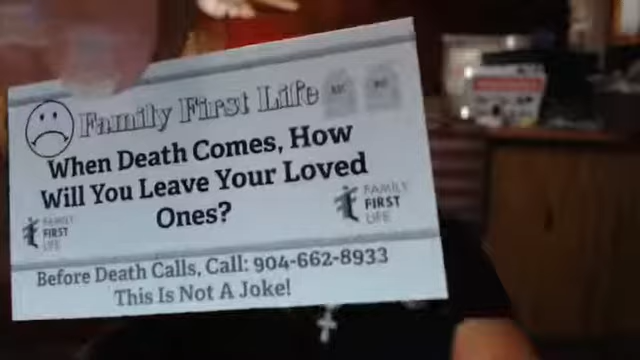 Family First Life
When Death Comes, How
Will You Leave Your Loved
Ones?
FAMILY
FIRST
LIFE
FAMILY
FIRST
LIFE
Before Death Calls, Call: 904-662-8933
This Is Not A Joke!